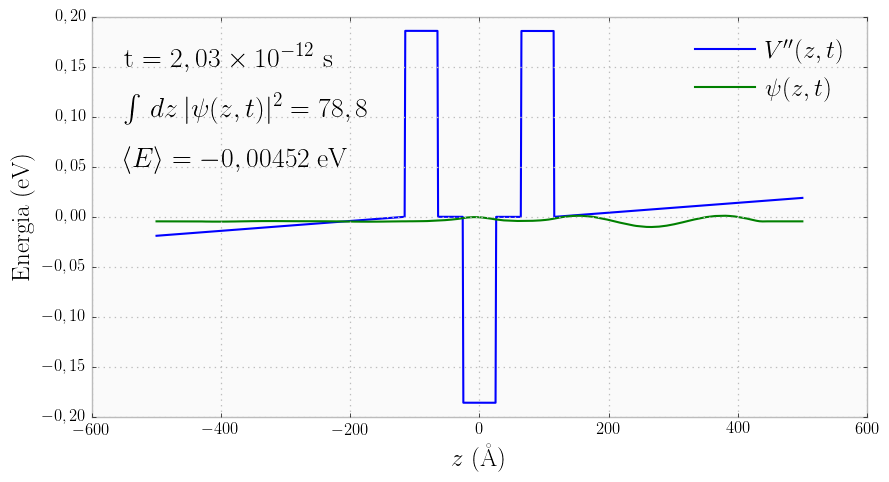 t = 2,03 × 10⁻¹² s
∫ dz |ψ(z, t)|² = 78,8
⟨E⟩ = −0,00452 eV
V″(z, t)
ψ(z, t)
Energia (eV)
0,20
0,15
0,10
0,05
0,00
−0,05
−0,10
−0,15
−0,20
−600 −400 −200 0 200 400 600
z (Å)